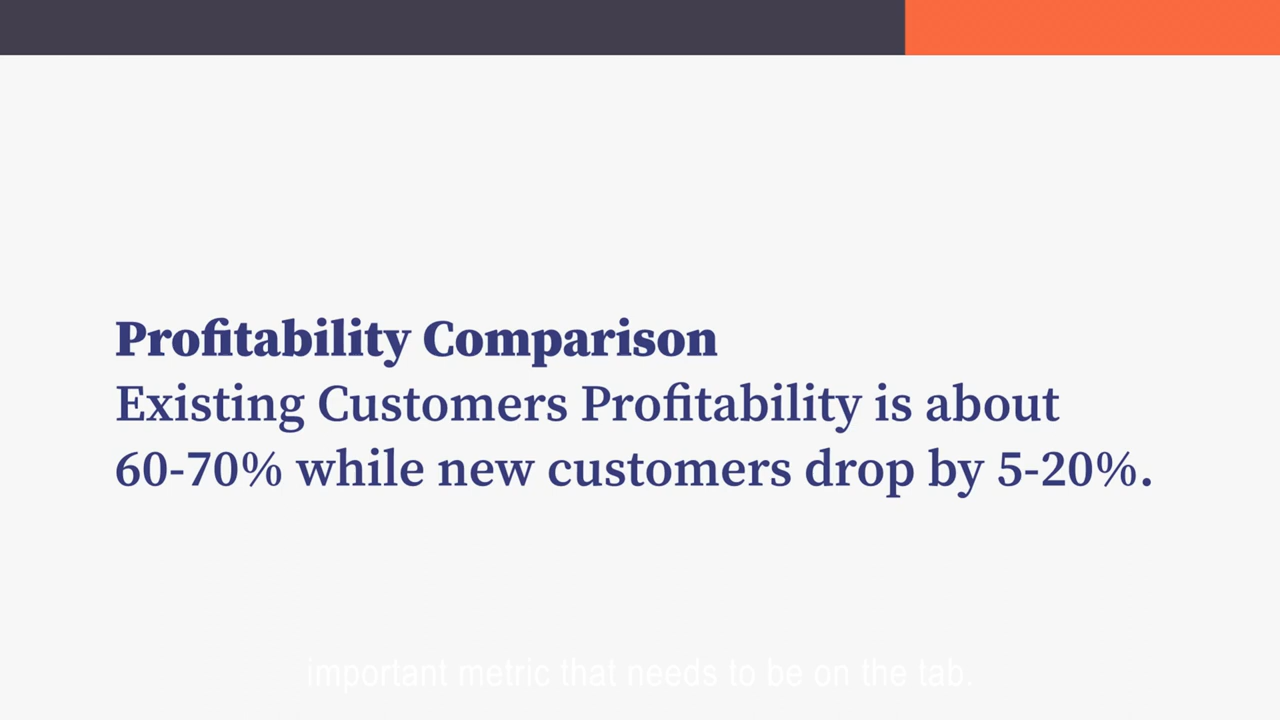 Profitability Comparison
Existing Customers Profitability is about
60-70% while new customers drop by 5-20%.
important metric that needs to be on the tab.